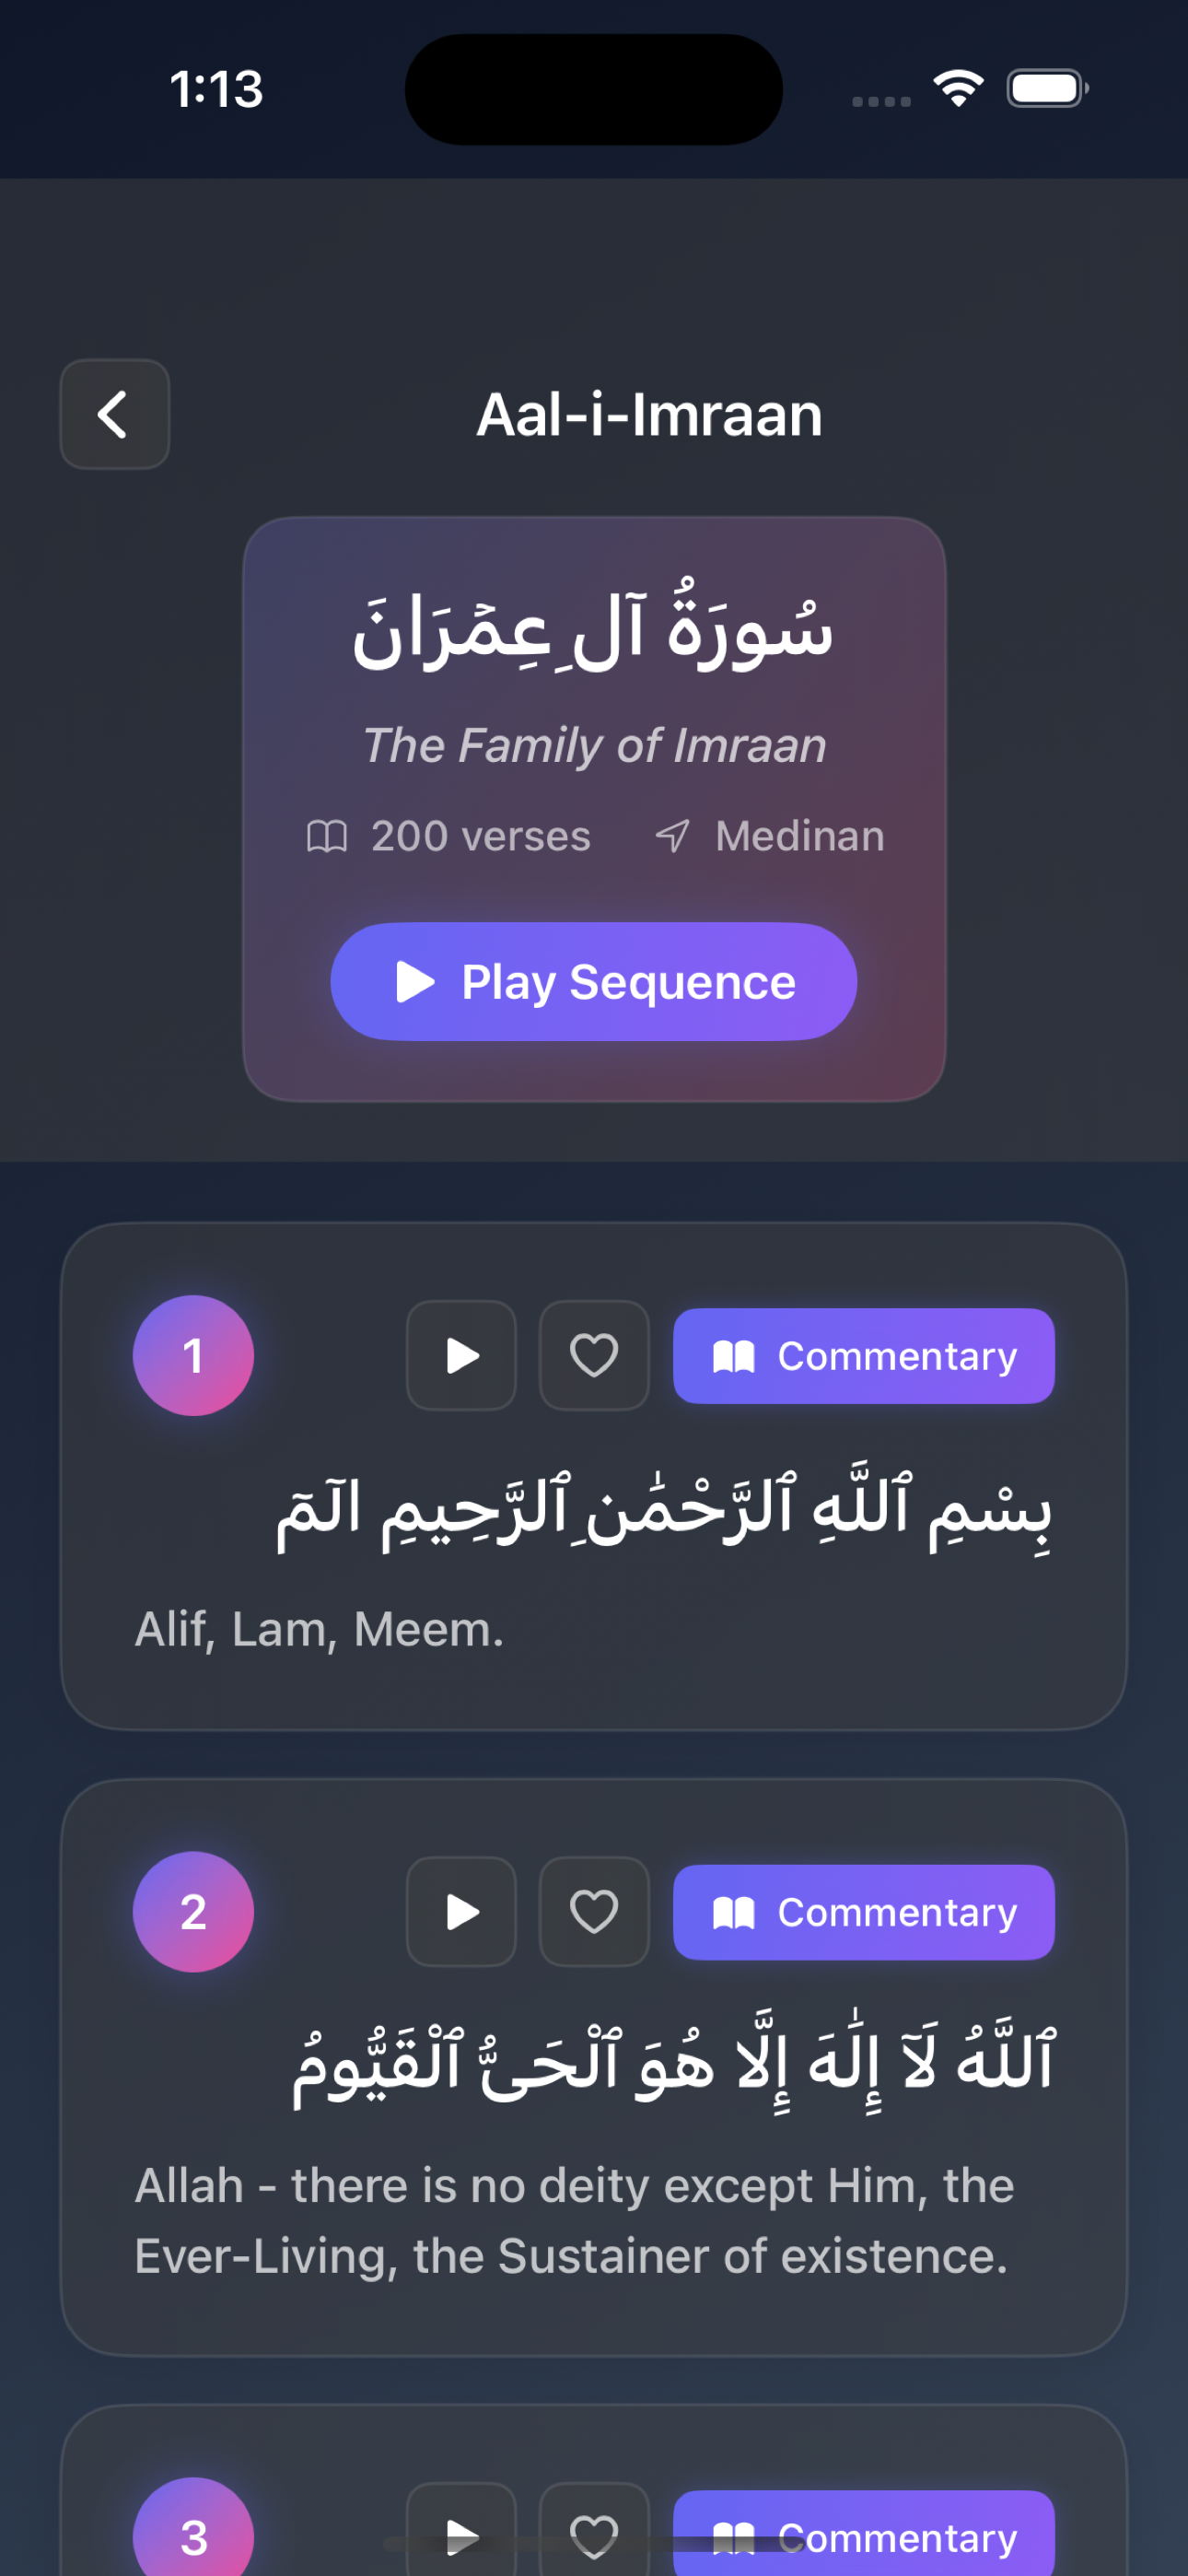 1:13
Aal-i-Imraan
سُورَةُ آلِ عِمۡرَانَ
The Family of Imraan
200 verses Medinan
Play Sequence
1 Commentary
بِسْمِ ٱللَّهِ ٱلرَّحْمَٰنِ ٱلرَّحِيمِ الٓمٓ
Alif, Lam, Meem.
2 Commentary
ٱللَّهُ لَآ إِلَٰهَ إِلَّا هُوَ ٱلْحَىُّ ٱلْقَيُّومُ
Allah - there is no deity except Him, the
Ever-Living, the Sustainer of existence.
3 Commentary